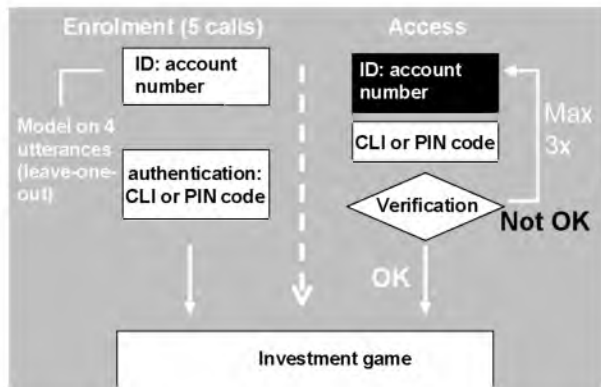 Enrolment (5 calls)
ID: account
number
Model on 4
utterances
(leave-one-
out)
authentication:
CLI or PIN code
Access
ID: account
number
CLI or PIN code
Verification
Max
3x
Not OK
OK
Investment game